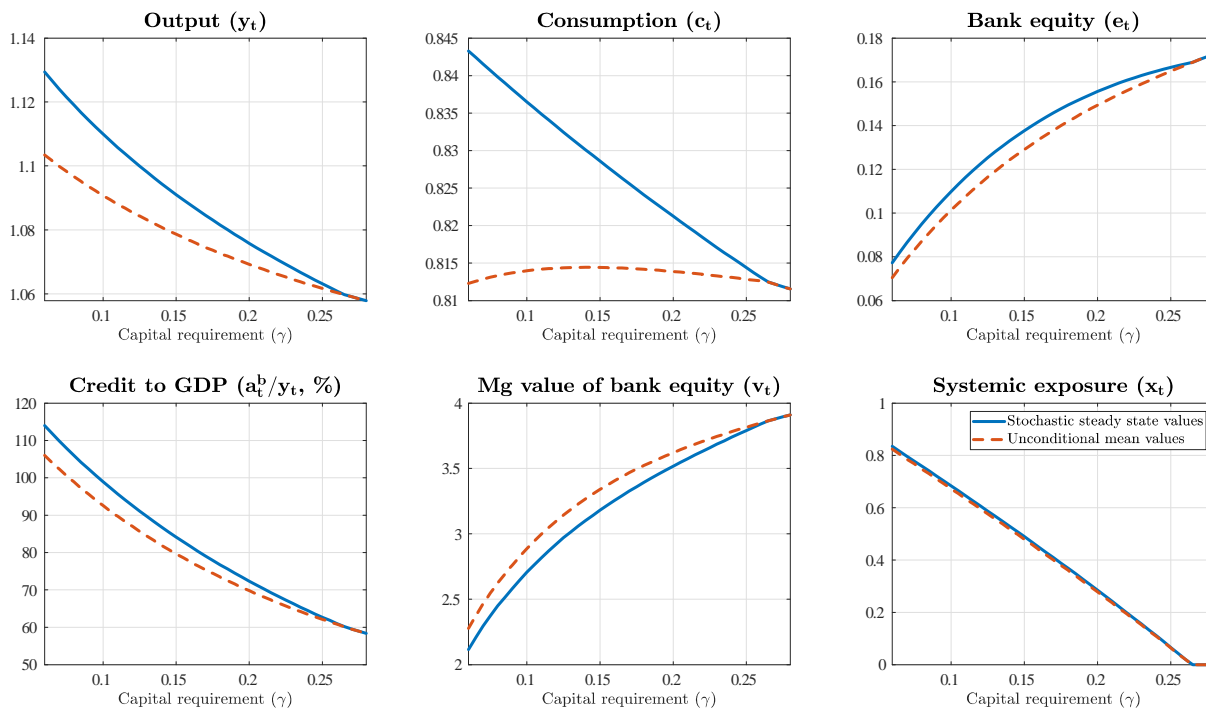 Output (y_t)
1.14
1.12
1.1
1.08
1.06
0.1 0.15 0.2 0.25
Capital requirement (γ)
Consumption (c_t)
0.845
0.84
0.835
0.83
0.825
0.82
0.815
0.81
0.1 0.15 0.2 0.25
Capital requirement (γ)
Bank equity (e_t)
0.18
0.16
0.14
0.12
0.1
0.08
0.06
0.1 0.15 0.2 0.25
Capital requirement (γ)
Credit to GDP (a_t^b/y_t, %)
120
110
100
90
80
70
60
50
0.1 0.15 0.2 0.25
Capital requirement (γ)
Mg value of bank equity (v_t)
4
3.5
3
2.5
2
0.1 0.15 0.2 0.25
Capital requirement (γ)
Systemic exposure (x_t)
1
0.8
0.6
0.4
0.2
0
Stochastic steady state values
Unconditional mean values
0.1 0.15 0.2 0.25
Capital requirement (γ)